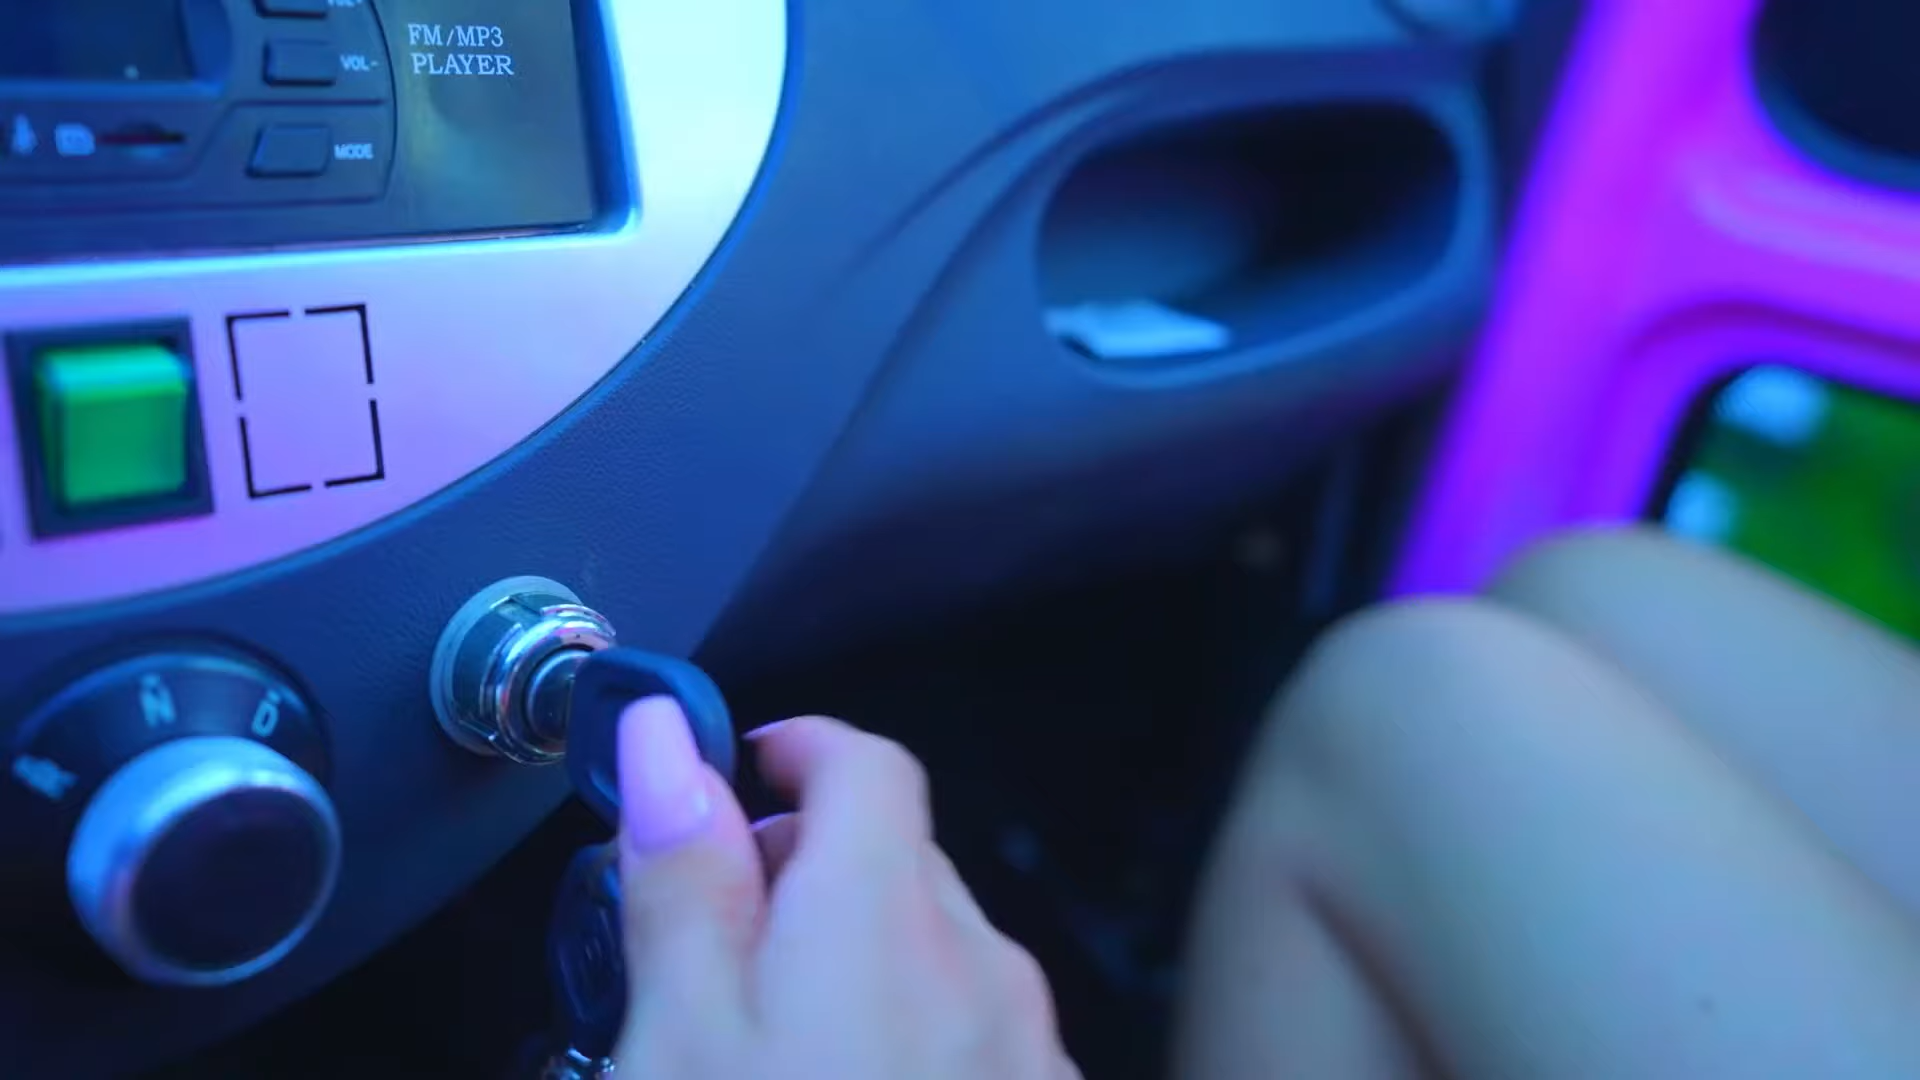 VOL-
FM/MP3
PLAYER
MODE
N
D
R